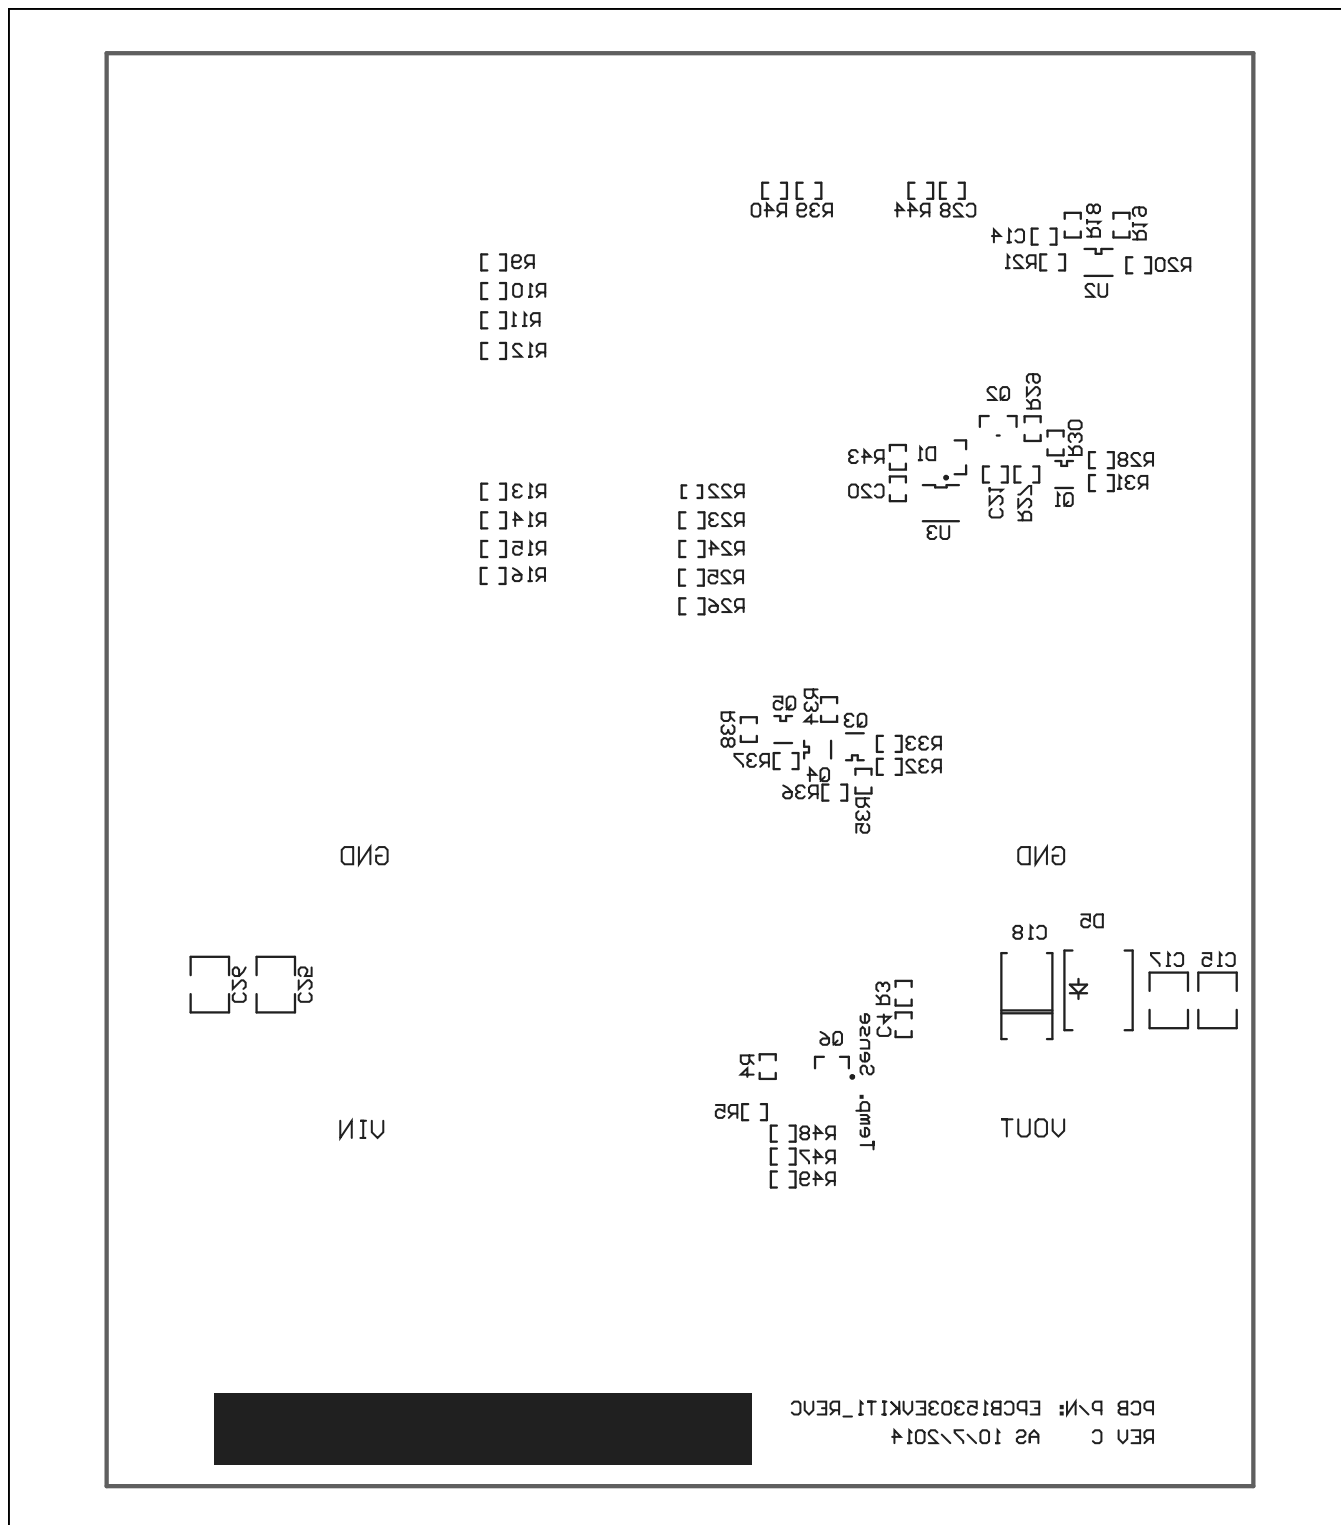 R40 R39 R44 C28
R18
R19
C14
R21
R20
U2
R9
R10
R11
R12
Q2
R29
R30
R43
D1
R28
R31
C20
C21
R27
Q1
U3
R13
R14
R15
R16
R22
R23
R24
R25
R26
Q5
R34
Q3
R38
R33
R37
R32
Q4
R36
R35
GND
GND
C18
D5
C17
C15
C26
C25
R3
C4
Q6
Temp. Sense
R4
R5
R48
R47
R49
VIN
VOUT
PCB P/N: EPCB15303EVKIT1_REVC
REV C AS 10/7/2014